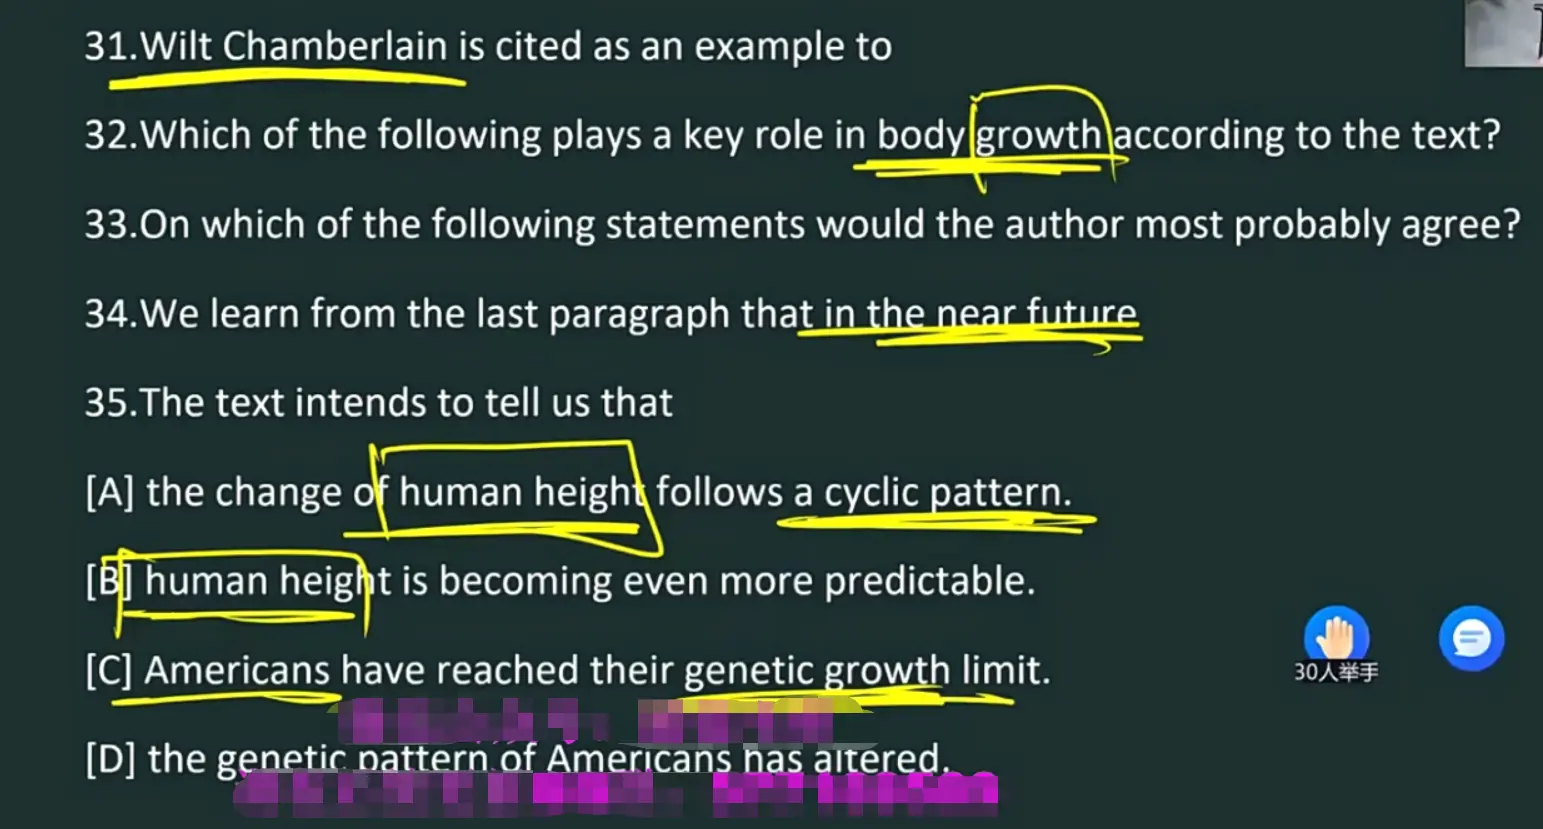 31.Wilt Chamberlain is cited as an example to
32.Which of the following plays a key role in body growth according to the text?
33.On which of the following statements would the author most probably agree?
34.We learn from the last paragraph that in the near future
35.The text intends to tell us that
[A] the change of human height follows a cyclic pattern.
[B] human height is becoming even more predictable.
[C] Americans have reached their genetic growth limit.
30人举手
[D] the genetic pattern of Americans has altered.